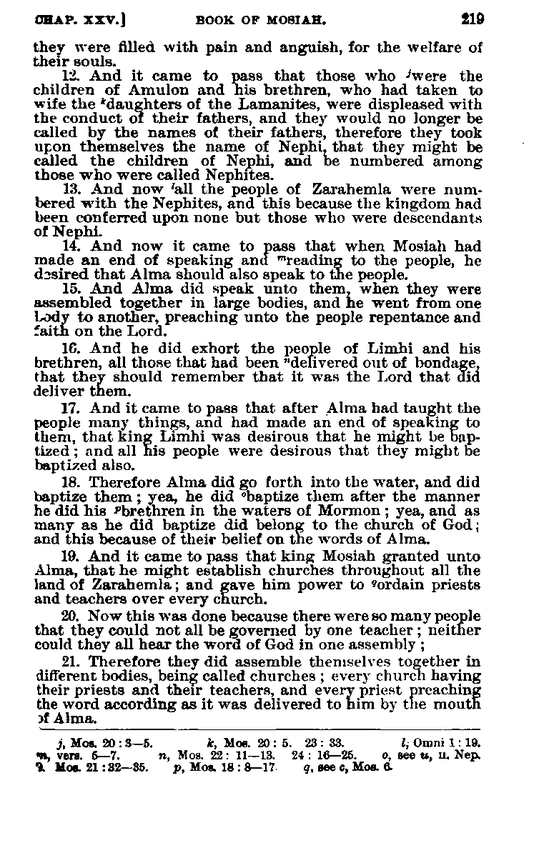 CHAP. XXV.] BOOK OF MOSIAH. 219
they were filled with pain and anguish, for the welfare of
their souls.
12. And it came to pass that those who jwere the
children of Amulon and his brethren, who had taken to
wife the kdaughters of the Lamanites, were displeased with
the conduct of their fathers, and they would no longer be
called by the names of their fathers, therefore they took
upon themselves the name of Nephi, that they might be
called the children of Nephi, and be numbered among
those who were called Nephites.
13. And now lall the people of Zarahemla were num-
bered with the Nephites, and this because the kingdom had
been conferred upon none but those who were descendants
of Nephi.
14. And now it came to pass that when Mosiah had
made an end of speaking and mreading to the people, he
desired that Alma should also speak to the people.
15. And Alma did speak unto them, when they were
assembled together in large bodies, and he went from one
body to another, preaching unto the people repentance and
faith on the Lord.
16. And he did exhort the people of Limhi and his
brethren, all those that had been ndelivered out of bondage,
that they should remember that it was the Lord that did
deliver them.
17. And it came to pass that after Alma had taught the
people many things, and had made an end of speaking to
them, that king Limhi was desirous that he might be bap-
tized; and all his people were desirous that they might be
baptized also.
18. Therefore Alma did go forth into the water, and did
baptize them; yea, he did obaptize them after the manner
he did his pbrethren in the waters of Mormon; yea, and as
many as he did baptize did belong to the church of God;
and this because of their belief on the words of Alma.
19. And it came to pass that king Mosiah granted unto
Alma, that he might establish churches throughout all the
land of Zarahemla; and gave him power to qordain priests
and teachers over every church.
20. Now this was done because there were so many people
that they could not all be governed by one teacher; neither
could they all hear the word of God in one assembly;
21. Therefore they did assemble themselves together in
different bodies, being called churches; every church having
their priests and their teachers, and every priest preaching
the word according as it was delivered to him by the mouth
of Alma.
j, Mos. 20:3—5. k, Mos. 20: 5. 23: 33. l, Omni 1:19.
m, vers. 5—7. n, Mos. 22: 11—13. 24: 16—25. o, see u, II. Nep.
9. Mos. 21:32—35. p, Mos. 18:8—17. q, see c, Mos. 6.